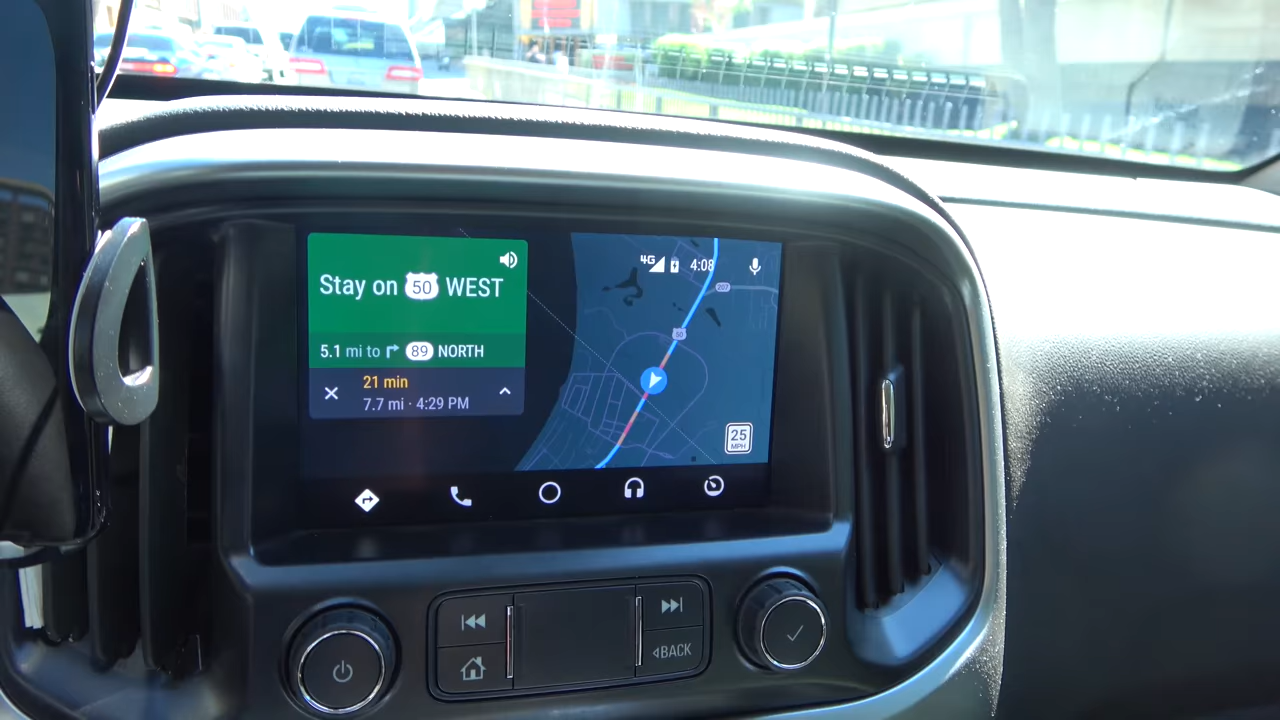 Stay on 50 WEST
5.1 mi to 89 NORTH
21 min
7.7 mi · 4:29 PM
4G 4:08
207
50
25
MPH
BACK